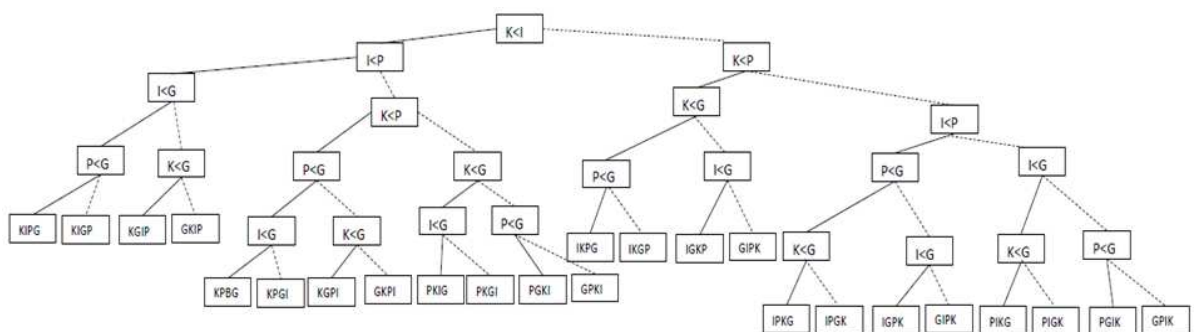 K<I
I<P
K<P
I<G
K<P
K<G
I<P
P<G
K<G
P<G
K<G
P<G
I<G
P<G
I<G
KIPG
KIGP
KGIP
GKIP
I<G
K<G
I<G
P<G
IKPG
IKGP
IGKP
GIPK
K<G
I<G
K<G
P<G
KPBG
KPGI
KGPI
GKPI
PKIG
PKGI
PGKI
GPKI
IPKG
IPGK
IGPK
GIPK
PIKG
PIGK
PGIK
GPIK